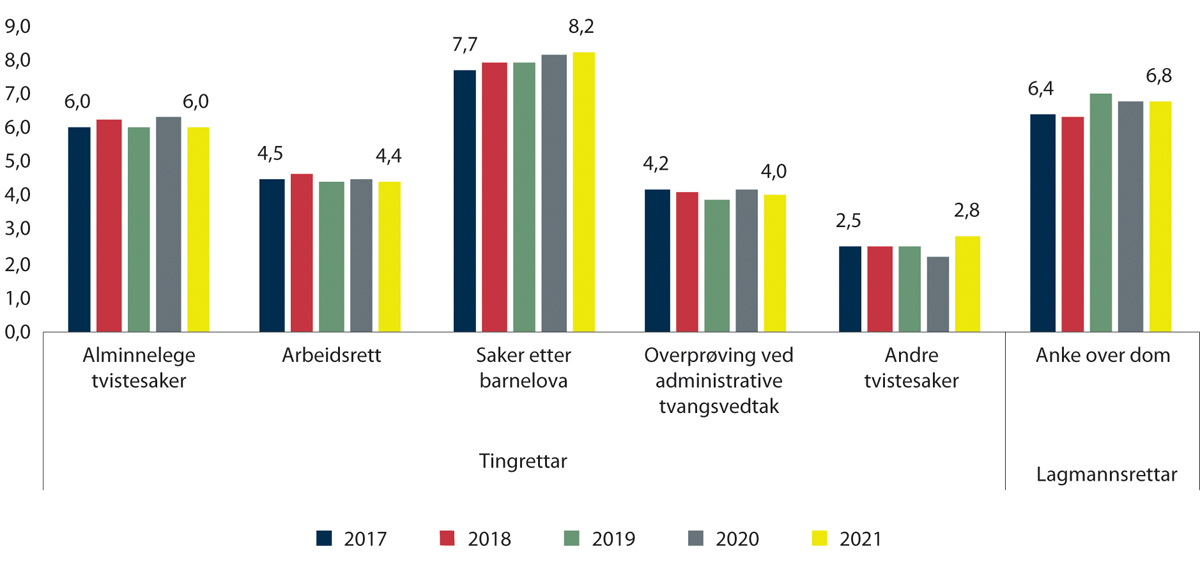 9,0
8,0
7,0
6,0
5,0
4,0
3,0
2,0
1,0
0,0
6,0
6,0
4,5
4,4
7,7
8,2
4,2
4,0
2,5
2,8
6,4
6,8
Alminnelege
tvistesaker
Arbeidsrett
Saker etter
barnelova
Overprøving ved
administrative
tvangsvedtak
Andre
tvistesaker
Anke over dom
Tingrettar
Lagmannsrettar
2017
2018
2019
2020
2021